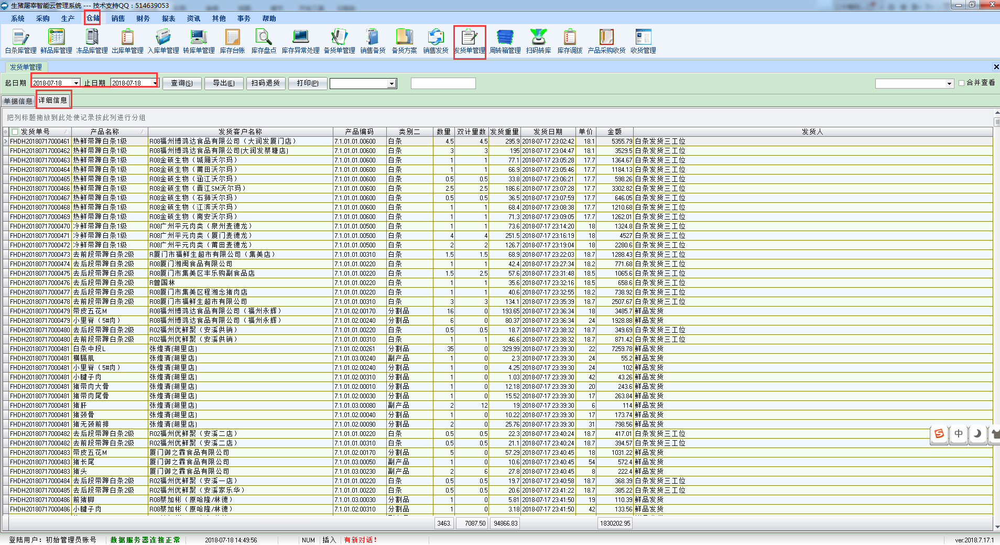 生猪屠宰智能云管理系统 --- 技术支持QQ：514639053
系统 采购 生产 仓储 销售 财务 报表 资讯 其他 事务 帮助
白条库管理 鲜品库管理 冻品库管理 出库单管理 入库单管理 转库单管理 库存台账 库存盘点 库存异常处理 备货单管理 销售备货 备货方案 销售发货 发货单管理 周转箱管理 扫码转库 库存调拨 产品采购收货 收货管理
发货单管理
起日期 2018-07-18 止日期 2018-07-18 查询(S) 导出(E) 扫码退货 打印(P) 合并查看
单据信息 详细信息
把列标题拖放到此处使记录按此列进行分组
发货单号 产品名称 发货客户名称 产品编码 类别二 数量 双计量数 发货重量 发货日期 单价 金额 发货人
FHDH20180717000461 热鲜带蹄白条1级 R08福州博鸿达食品有限公司（大润发厦门店） 7.1.01.01.00600 白条 4.5 4.5 295.9 2018-07-17 23:02:42 18.1 5355.79 白条发货三工位
FHDH20180717000462 热鲜带蹄白条1级 R08福州博鸿达食品有限公司(大润发蔡塘店) 7.1.01.01.00600 白条 3 3 195 2018-07-17 23:04:47 18.1 3529.5 白条发货三工位
FHDH20180717000463 热鲜带蹄白条1级 R08金硕生物（城厢沃尔玛） 7.1.01.01.00600 白条 1 1 77.1 2018-07-17 23:05:28 17.7 1364.67 白条发货三工位
FHDH20180717000464 热鲜带蹄白条1级 R08金硕生物（莆田沃尔玛） 7.1.01.01.00600 白条 1 1 66.9 2018-07-17 23:05:46 17.7 1184.13 白条发货三工位
FHDH20180717000465 热鲜带蹄白条1级 R08金硕生物（涵江沃尔玛） 7.1.01.01.00600 白条 0.5 0.5 33.8 2018-07-17 23:06:21 17.7 598.26 白条发货三工位
FHDH20180717000466 热鲜带蹄白条1级 R08金硕生物（晋江SM沃尔玛） 7.1.01.01.00600 白条 2.5 2.5 186.6 2018-07-17 23:07:28 17.7 3302.82 白条发货三工位
FHDH20180717000467 热鲜带蹄白条1级 R08金硕生物（石狮沃尔玛） 7.1.01.01.00600 白条 0.5 0.5 36.5 2018-07-17 23:07:59 17.7 646.05 白条发货三工位
FHDH20180717000468 热鲜带蹄白条1级 R08金硕生物（江滨沃尔玛） 7.1.01.01.00600 白条 1 1 68.4 2018-07-17 23:08:38 17.7 1210.68 白条发货三工位
FHDH20180717000469 热鲜带蹄白条1级 R08金硕生物（南安沃尔玛） 7.1.01.01.00600 白条 1 1 71.3 2018-07-17 23:09:05 17.7 1262.01 白条发货三工位
FHDH20180717000470 冷鲜带蹄白条1级 R08广州平元肉类（泉州麦德龙） 7.1.01.01.00500 白条 1 1 73.6 2018-07-17 23:14:20 18 1324.8 白条发货三工位
FHDH20180717000471 冷鲜带蹄白条1级 R08广州平元肉类（厦门麦德龙） 7.1.01.01.00500 白条 4 4 251.5 2018-07-17 23:16:19 18 4527 白条发货三工位
FHDH20180717000472 冷鲜带蹄白条1级 R08广州平元肉类（莆田麦德龙） 7.1.01.01.00500 白条 2 2 126.7 2018-07-17 23:19:04 18 2280.6 白条发货三工位
FHDH20180717000473 去前段带蹄白条2级 R厦门市福鲜生超市有限公司（集美店） 7.1.01.01.00310 白条 1.5 1.5 68.9 2018-07-17 23:22:03 18.7 1288.43 白条发货三工位
FHDH20180717000474 去后段带蹄白条2级 R08厦门湘闽食品有限公司 7.1.01.01.00220 白条 1 1 42.4 2018-07-17 23:27:34 18.2 771.68 白条发货三工位
FHDH20180717000475 去后段带蹄白条2级 R08厦门市集美区丰乐购副食品店 7.1.01.01.00220 白条 1.5 2.5 57.6 2018-07-17 23:31:48 18.5 1065.6 白条发货三工位
FHDH20180717000476 去后段带蹄白条2级 R曾国林 7.1.01.01.00220 白条 1 1 35.6 2018-07-17 23:32:16 18.5 658.6 白条发货三工位
FHDH20180717000477 去后段带蹄白条2级 R08厦门市集美区程湘念猪肉店 7.1.01.01.00220 白条 1 1 40.6 2018-07-17 23:32:55 18.2 738.92 白条发货三工位
FHDH20180717000478 去前段带蹄白条2级 R08厦门市福鲜生超市有限公司 7.1.01.01.00310 白条 3 3 134.1 2018-07-17 23:35:39 18.7 2507.67 白条发货三工位
FHDH20180717000479 带皮五花M R08福州博鸿达食品有限公司（福州永辉） 7.1.01.02.00170 分割品 16 0 193.65 2018-07-17 23:36:34 18 3485.7 鲜品发货
FHDH20180717000479 小里脊（5#肉） R08福州博鸿达食品有限公司（福州永辉） 7.1.01.02.00240 分割品 6 0 80.37 2018-07-17 23:36:34 24 1928.88 鲜品发货
FHDH20180717000480 去后段带蹄白条2级 R02福州优鲜聚（安溪供销） 7.1.01.01.00220 白条 0.5 0.5 18.7 2018-07-17 23:38:32 18.7 349.69 白条发货三工位
FHDH20180717000480 去前段带蹄白条2级 R02福州优鲜聚（安溪供销） 7.1.01.01.00310 白条 1 1 46.6 2018-07-17 23:38:32 18.7 871.42 白条发货三工位
FHDH20180717000481 白条中段L 张煌清(湖里店) 7.1.01.02.00261 分割品 35 0 329.99 2018-07-17 23:39:30 22 7259.78 鲜品发货
FHDH20180717000481 横膈肌 张煌清(湖里店) 7.1.01.03.00240 副产品 1 0 2.3 2018-07-17 23:39:30 24 55.2 鲜品发货
FHDH20180717000481 小里脊（5#肉） 张煌清(湖里店) 7.1.01.02.00240 分割品 1 0 4.25 2018-07-17 23:39:30 24 102 鲜品发货
FHDH20180717000481 小腱子肉 张煌清(湖里店) 7.1.01.02.00310 分割品 1 0 1.03 2018-07-17 23:39:30 42 43.26 鲜品发货
FHDH20180717000481 猪带肉大骨 张煌清(湖里店) 7.1.01.02.00010 分割品 1 0 12.18 2018-07-17 23:39:30 20 243.6 鲜品发货
FHDH20180717000481 猪带肉尾骨 张煌清(湖里店) 7.1.01.02.00030 分割品 1 0 15.52 2018-07-17 23:39:30 17 263.84 鲜品发货
FHDH20180717000481 猪肝 张煌清(湖里店) 7.1.01.03.00080 副产品 2 12 19 2018-07-17 23:39:30 6 114 鲜品发货
FHDH20180717000481 猪颈骨 张煌清(湖里店) 7.1.01.02.00040 分割品 1 0 10.22 2018-07-17 23:39:30 17 173.74 鲜品发货
FHDH20180717000481 猪无颈前排 张煌清(湖里店) 7.1.01.02.00090 分割品 2 0 25.76 2018-07-17 23:39:30 31 798.56 鲜品发货
FHDH20180717000482 去后段带蹄白条2级 R02福州优鲜聚（安溪二店） 7.1.01.01.00220 白条 0.5 0.5 22.3 2018-07-17 23:40:24 18.7 417.01 白条发货三工位
FHDH20180717000482 去前段带蹄白条2级 R02福州优鲜聚（安溪二店） 7.1.01.01.00310 白条 0.5 0.5 21.1 2018-07-17 23:40:24 18.7 394.57 白条发货三工位
FHDH20180717000483 带皮五花M 厦门御之霖食品有限公司 7.1.01.02.00170 分割品 5 0 57.29 2018-07-17 23:40:45 18 1031.22 鲜品发货
FHDH20180717000483 猪长尾 厦门御之霖食品有限公司 7.1.01.03.00050 副产品 1 0 10.6 2018-07-17 23:40:45 54 572.4 鲜品发货
FHDH20180717000483 猪头 厦门御之霖食品有限公司 7.1.01.03.00230 副产品 2 6 27.8 2018-07-17 23:40:45 8 222.4 鲜品发货
FHDH20180717000484 去后段带蹄白条2级 R02福州优鲜聚（安溪一店） 7.1.01.01.00220 白条 0.5 0.5 19.7 2018-07-17 23:40:58 18.7 368.39 白条发货三工位
FHDH20180717000485 去后段带蹄白条2级 R02福州优鲜聚（安溪家乐华） 7.1.01.01.00220 白条 0.5 0.5 20.6 2018-07-17 23:41:22 18.7 385.22 白条发货三工位
FHDH20180717000486 前猪脚 R08蔡加彬（原哈隆/林德） 7.1.01.03.00030 分割品 1 0 5.81 2018-07-17 23:41:50 19 110.39 鲜品发货
FHDH20180717000486 小腱子肉 R08蔡加彬（原哈隆/林德） 7.1.01.02.00310 分割品 1 0 3.18 2018-07-17 23:41:50 42 133.56 鲜品发货
3463. 7087.50 94866.83 1830202.95
中
登陆用户：初始管理员账号 数据服务器连接正常 2018-07-18 14:49:56 NUM 插入 有新对话! ver:2018.7.17.1